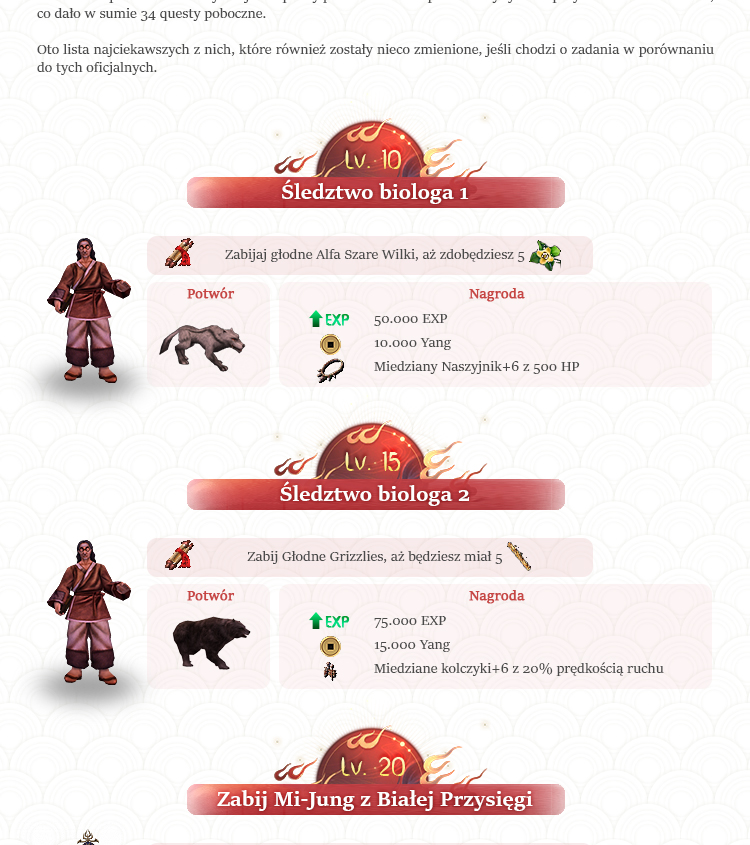 co dało w sumie 34 questy poboczne.
Oto lista najciekawszych z nich, które również zostały nieco zmienione, jeśli chodzi o zadania w porównaniu
do tych oficjalnych.
Lv. 10
Śledztwo biologa 1
Zabijaj głodne Alfa Szare Wilki, aż zdobędziesz 5
Potwór
Nagroda
EXP 50.000 EXP
10.000 Yang
Miedziany Naszyjnik+6 z 500 HP
Lv. 15
Śledztwo biologa 2
Zabij Głodne Grizzlies, aż będziesz miał 5
Potwór
Nagroda
EXP 75.000 EXP
15.000 Yang
Miedziane kolczyki+6 z 20% prędkością ruchu
Lv. 20
Zabij Mi-Jung z Białej Przysięgi